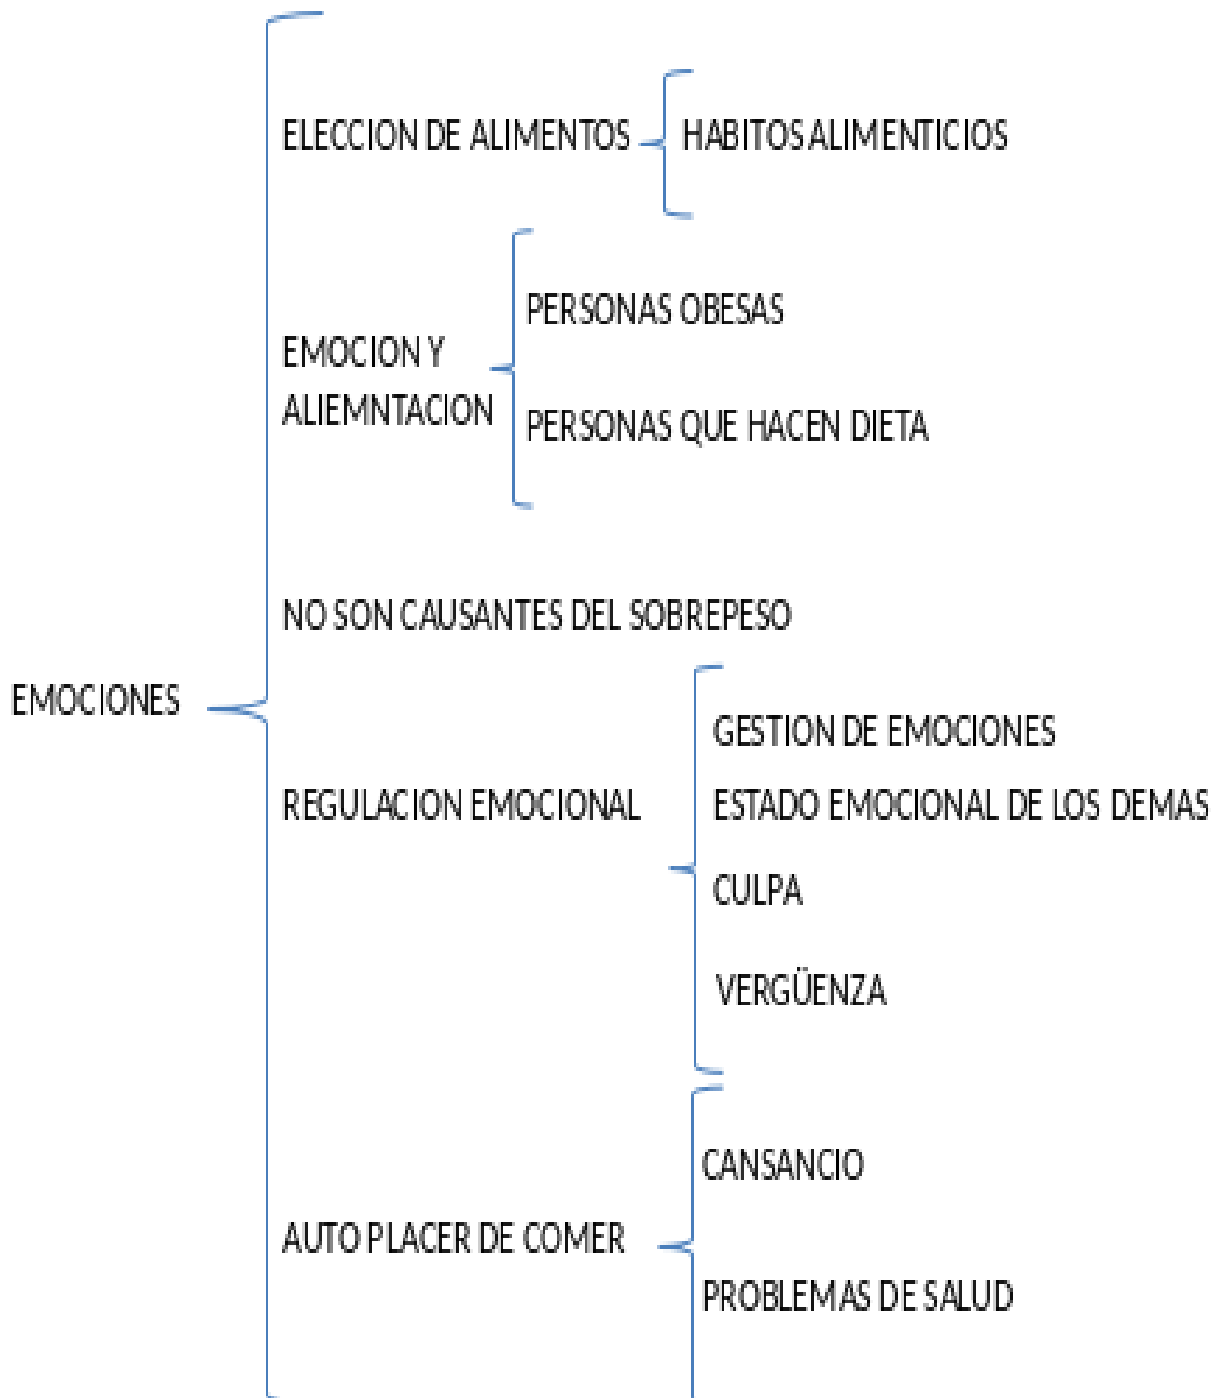 ELECCION DE ALIMENTOS
HABITOS ALIMENTICIOS
PERSONAS OBESAS
EMOCION Y
ALIEMNTACION
PERSONAS QUE HACEN DIETA
NO SON CAUSANTES DEL SOBREPESO
EMOCIONES
GESTION DE EMOCIONES
REGULACION EMOCIONAL
ESTADO EMOCIONAL DE LOS DEMAS
CULPA
VERGÜENZA
CANSANCIO
AUTO PLACER DE COMER
PROBLEMAS DE SALUD